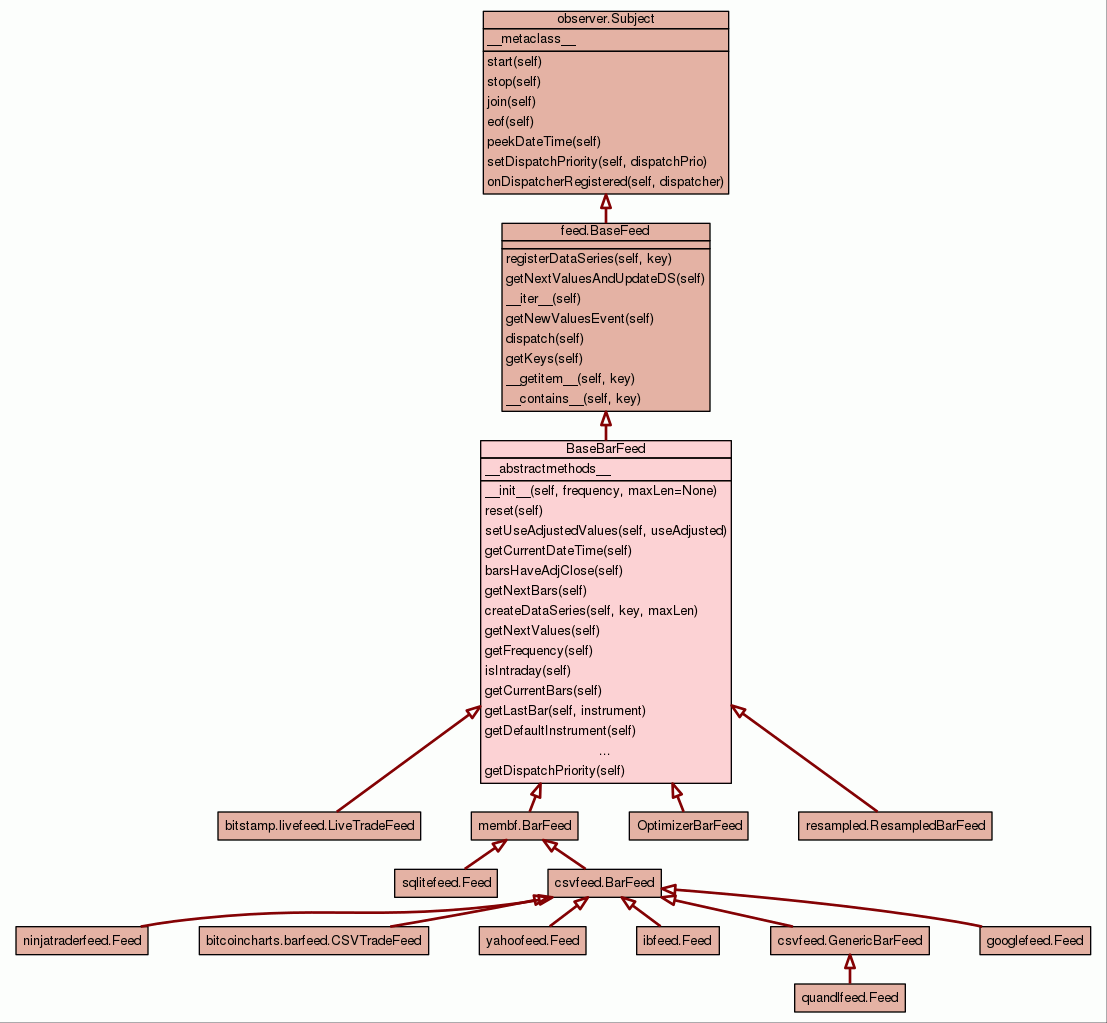 observer.Subject
__metaclass__
start(self)
stop(self)
join(self)
eof(self)
peekDateTime(self)
setDispatchPriority(self, dispatchPrio)
onDispatcherRegistered(self, dispatcher)
feed.BaseFeed
registerDataSeries(self, key)
getNextValuesAndUpdateDS(self)
__iter__(self)
getNewValuesEvent(self)
dispatch(self)
getKeys(self)
__getitem__(self, key)
__contains__(self, key)
BaseBarFeed
__abstractmethods__
__init__(self, frequency, maxLen=None)
reset(self)
setUseAdjustedValues(self, useAdjusted)
getCurrentDateTime(self)
barsHaveAdjClose(self)
getNextBars(self)
createDataSeries(self, key, maxLen)
getNextValues(self)
getFrequency(self)
isIntraday(self)
getCurrentBars(self)
getLastBar(self, instrument)
getDefaultInstrument(self)
...
getDispatchPriority(self)
bitstamp.livefeed.LiveTradeFeed
membf.BarFeed
OptimizerBarFeed
resampled.ResampledBarFeed
sqlitefeed.Feed
csvfeed.BarFeed
ninjatraderfeed.Feed
bitcoincharts.barfeed.CSVTradeFeed
yahoofeed.Feed
ibfeed.Feed
csvfeed.GenericBarFeed
googlefeed.Feed
quandlfeed.Feed